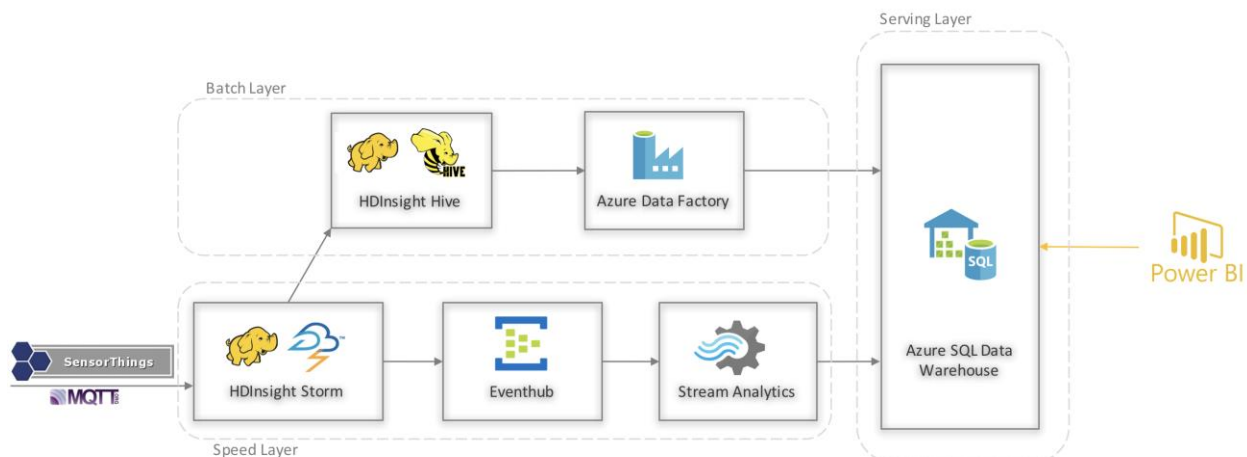 Serving Layer
Batch Layer
HIVE
HDInsight Hive
Azure Data Factory
SQL
Power BI
SensorThings
MQTT
HDInsight Storm
Eventhub
Stream Analytics
Azure SQL Data
Warehouse
Speed Layer